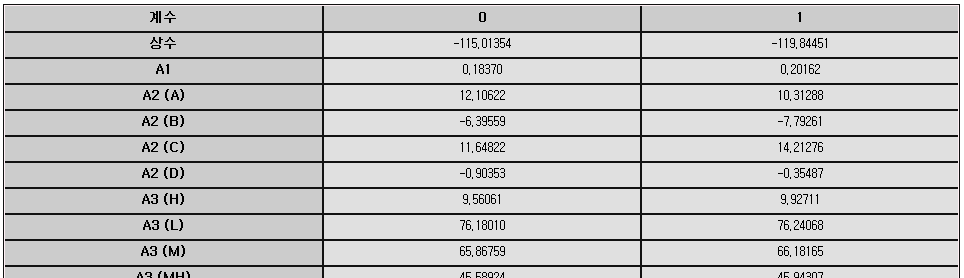 계수 0 1
상수 -115,01354 -119,84451
A1 0,18370 0,20162
A2 (A) 12,10622 10,31288
A2 (B) -6,39559 -7,79261
A2 (C) 11,64822 14,21276
A2 (D) -0,90353 -0,35487
A3 (H) 9,56061 9,92711
A3 (L) 76,18010 76,24068
A3 (M) 65,86759 66,18165
A3 (MH) 45,58924 45,94307